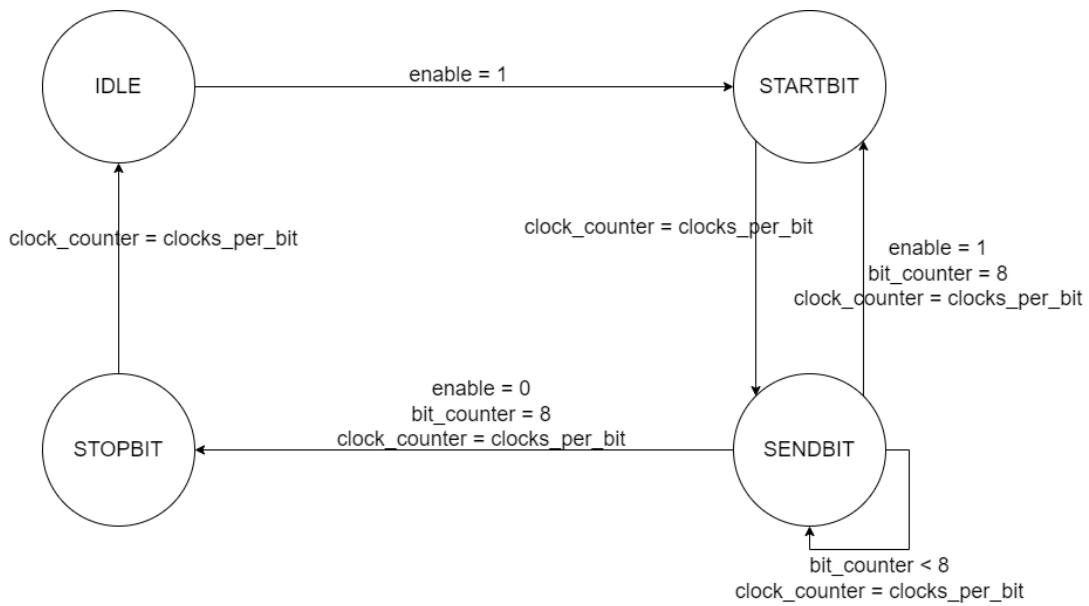 IDLE
enable = 1
STARTBIT
clock_counter = clocks_per_bit
clock_counter = clocks_per_bit
enable = 1
bit_counter = 8
clock_counter = clocks_per_bit
enable = 0
bit_counter = 8
clock_counter = clocks_per_bit
STOPBIT
SENDBIT
bit_counter < 8
clock_counter = clocks_per_bit